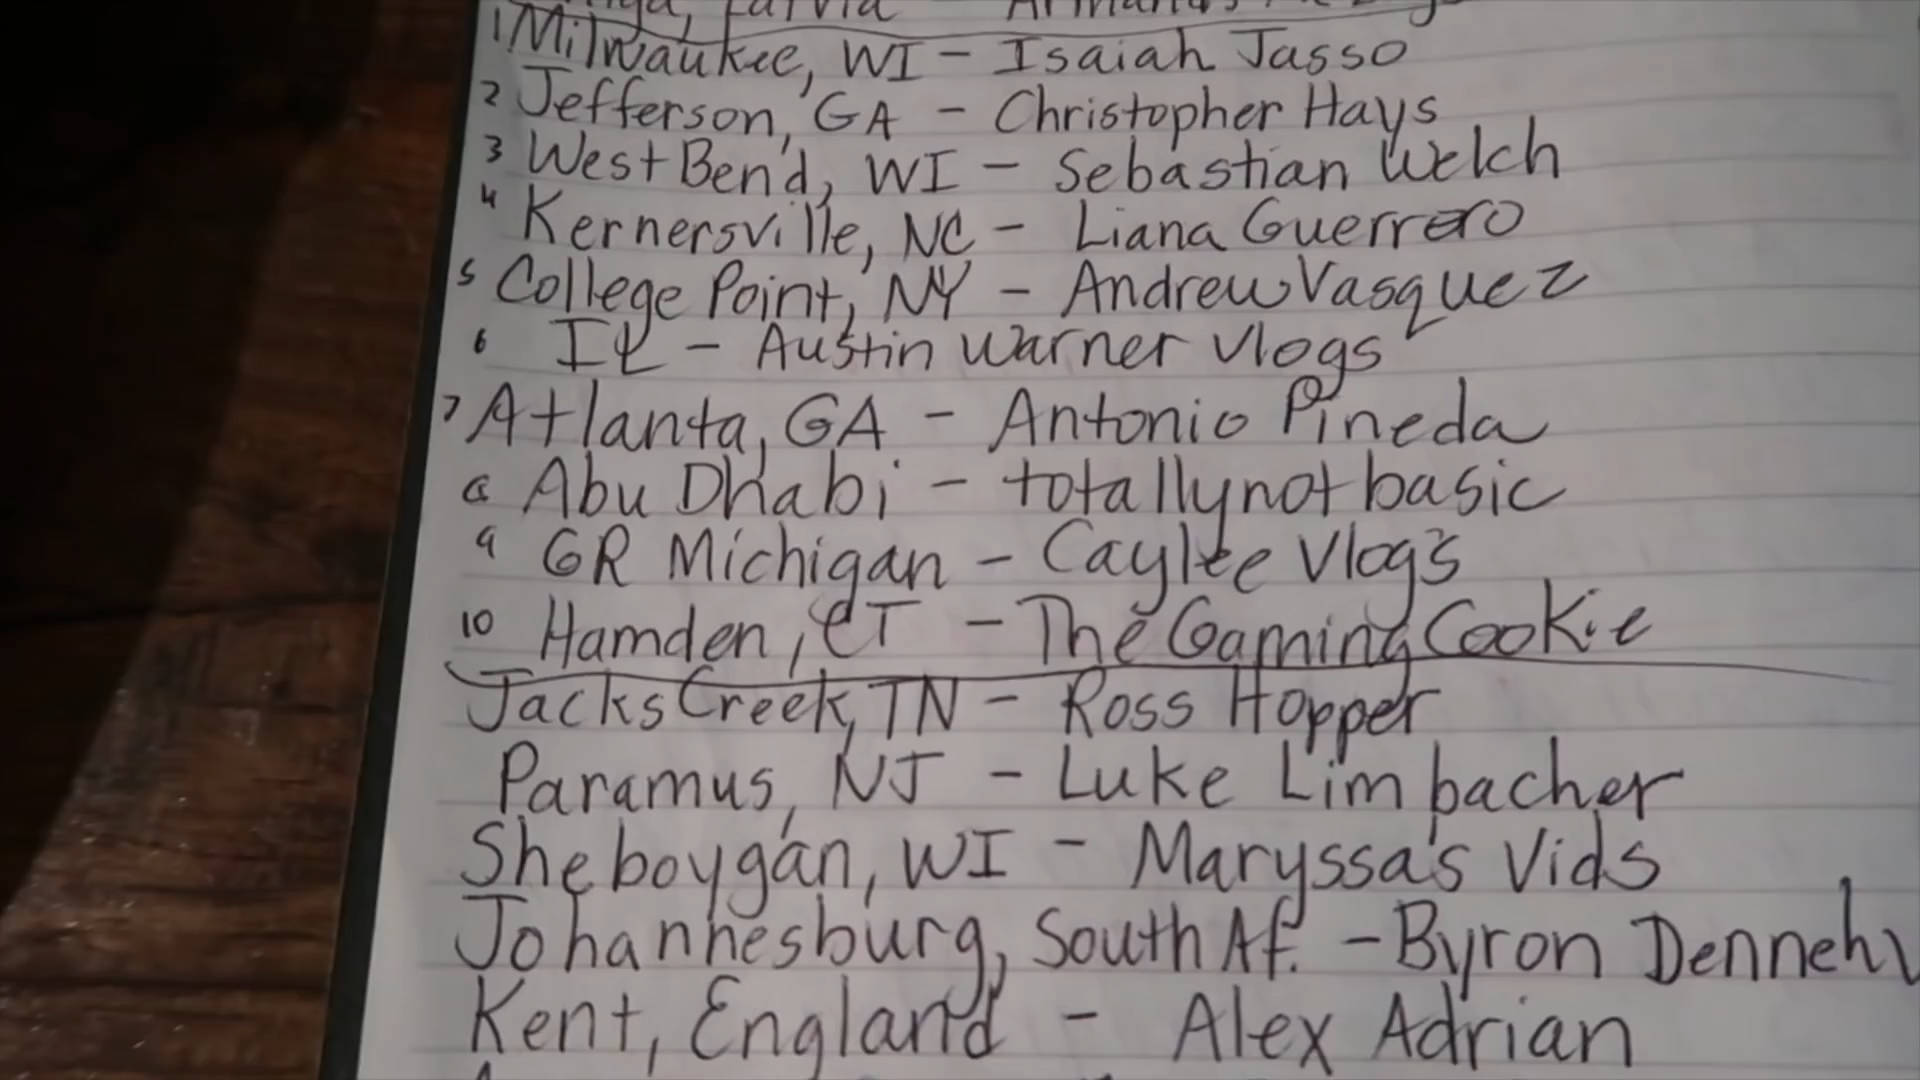 Latvia - Armands
1 Milwaukee, WI - Isaiah Jasso
2 Jefferson, GA - Christopher Hays
3 West Bend, WI - Sebastian Welch
4 Kernersville, NC - Liana Guerrero
5 College Point, NY - Andrew Vasquez
6 IL - Austin Warner Vlogs
7 Atlanta, GA - Antonio Pineda
8 Abu Dhabi - totallynotbasic
9 GR Michigan - Caylee Vlogs
10 Hamden, CT - The Gaming Cookie
Jacks Creek, TN - Ross Hopper
Paramus, NJ - Luke Limbacher
Sheboygan, WI - Maryssa's Vids
Johannesburg, South Af. - Byron Dennehy
Kent, England - Alex Adrian